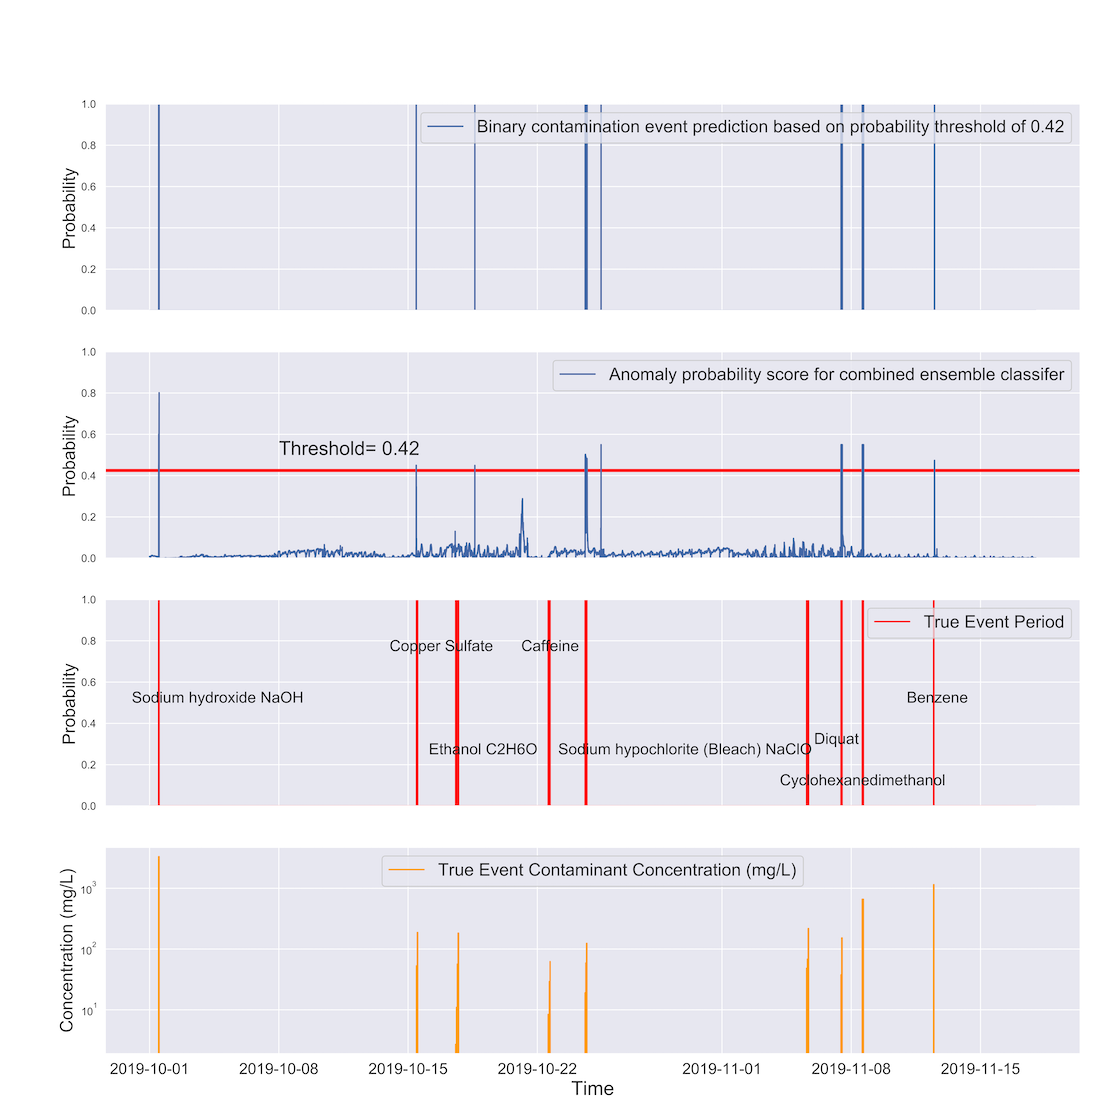 1.0
Binary contamination event prediction based on probability threshold of 0.42
0.8
0.6
0.4
0.2
0.0
Probability
1.0
Anomaly probability score for combined ensemble classifer
0.8
0.6
Threshold= 0.42
0.4
0.2
0.0
Probability
1.0
True Event Period
0.8
Copper Sulfate
Caffeine
0.6
Sodium hydroxide NaOH
Benzene
0.4
Diquat
Ethanol C2H6O
Sodium hypochlorite (Bleach) NaClO
0.2
Cyclohexanedimethanol
0.0
Probability
True Event Contaminant Concentration (mg/L)
10³
10²
10¹
Concentration (mg/L)
2019-10-01 2019-10-08 2019-10-15 2019-10-22 2019-11-01 2019-11-08 2019-11-15
Time